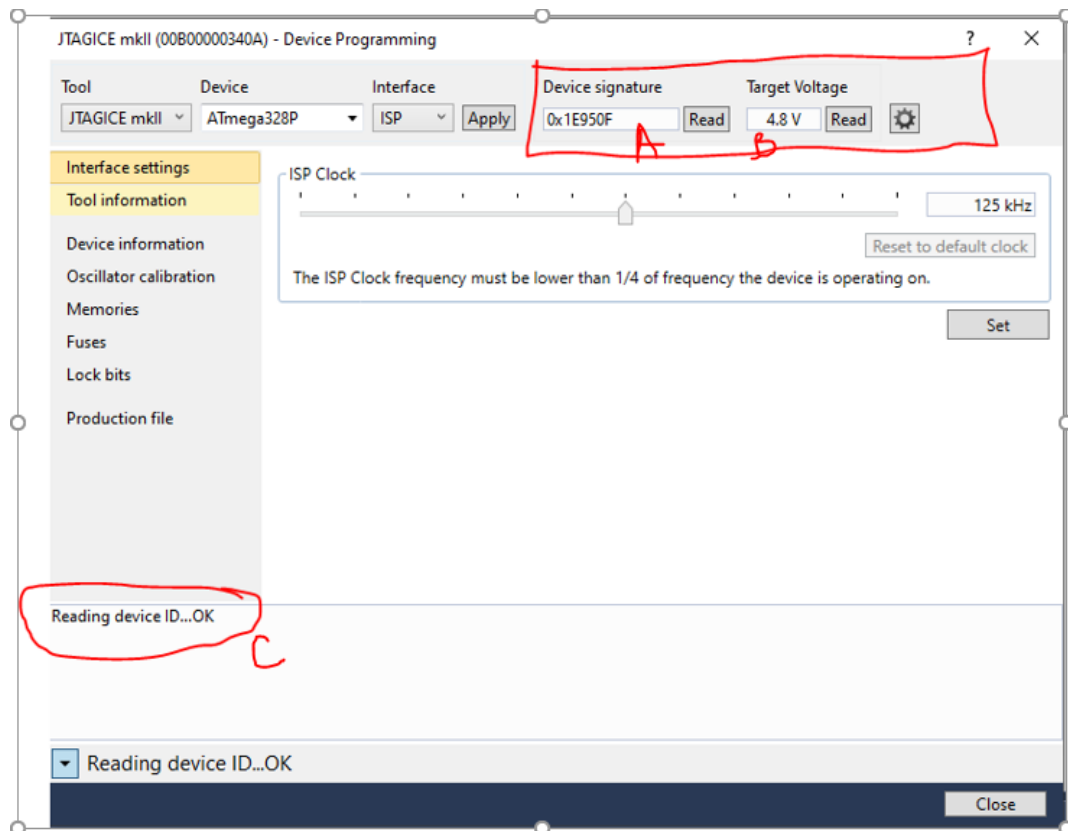 JTAGICE mkII (00B00000340A) - Device Programming ? ×
Tool Device Interface Device signature Target Voltage
JTAGICE mkII ATmega328P ISP Apply 0x1E950F Read 4.8 V Read
A B
Interface settings
Tool information
Device information
Oscillator calibration
Memories
Fuses
Lock bits
Production file
ISP Clock
125 kHz
Reset to default clock
The ISP Clock frequency must be lower than 1/4 of frequency the device is operating on.
Set
Reading device ID...OK
C
Reading device ID...OK
Close